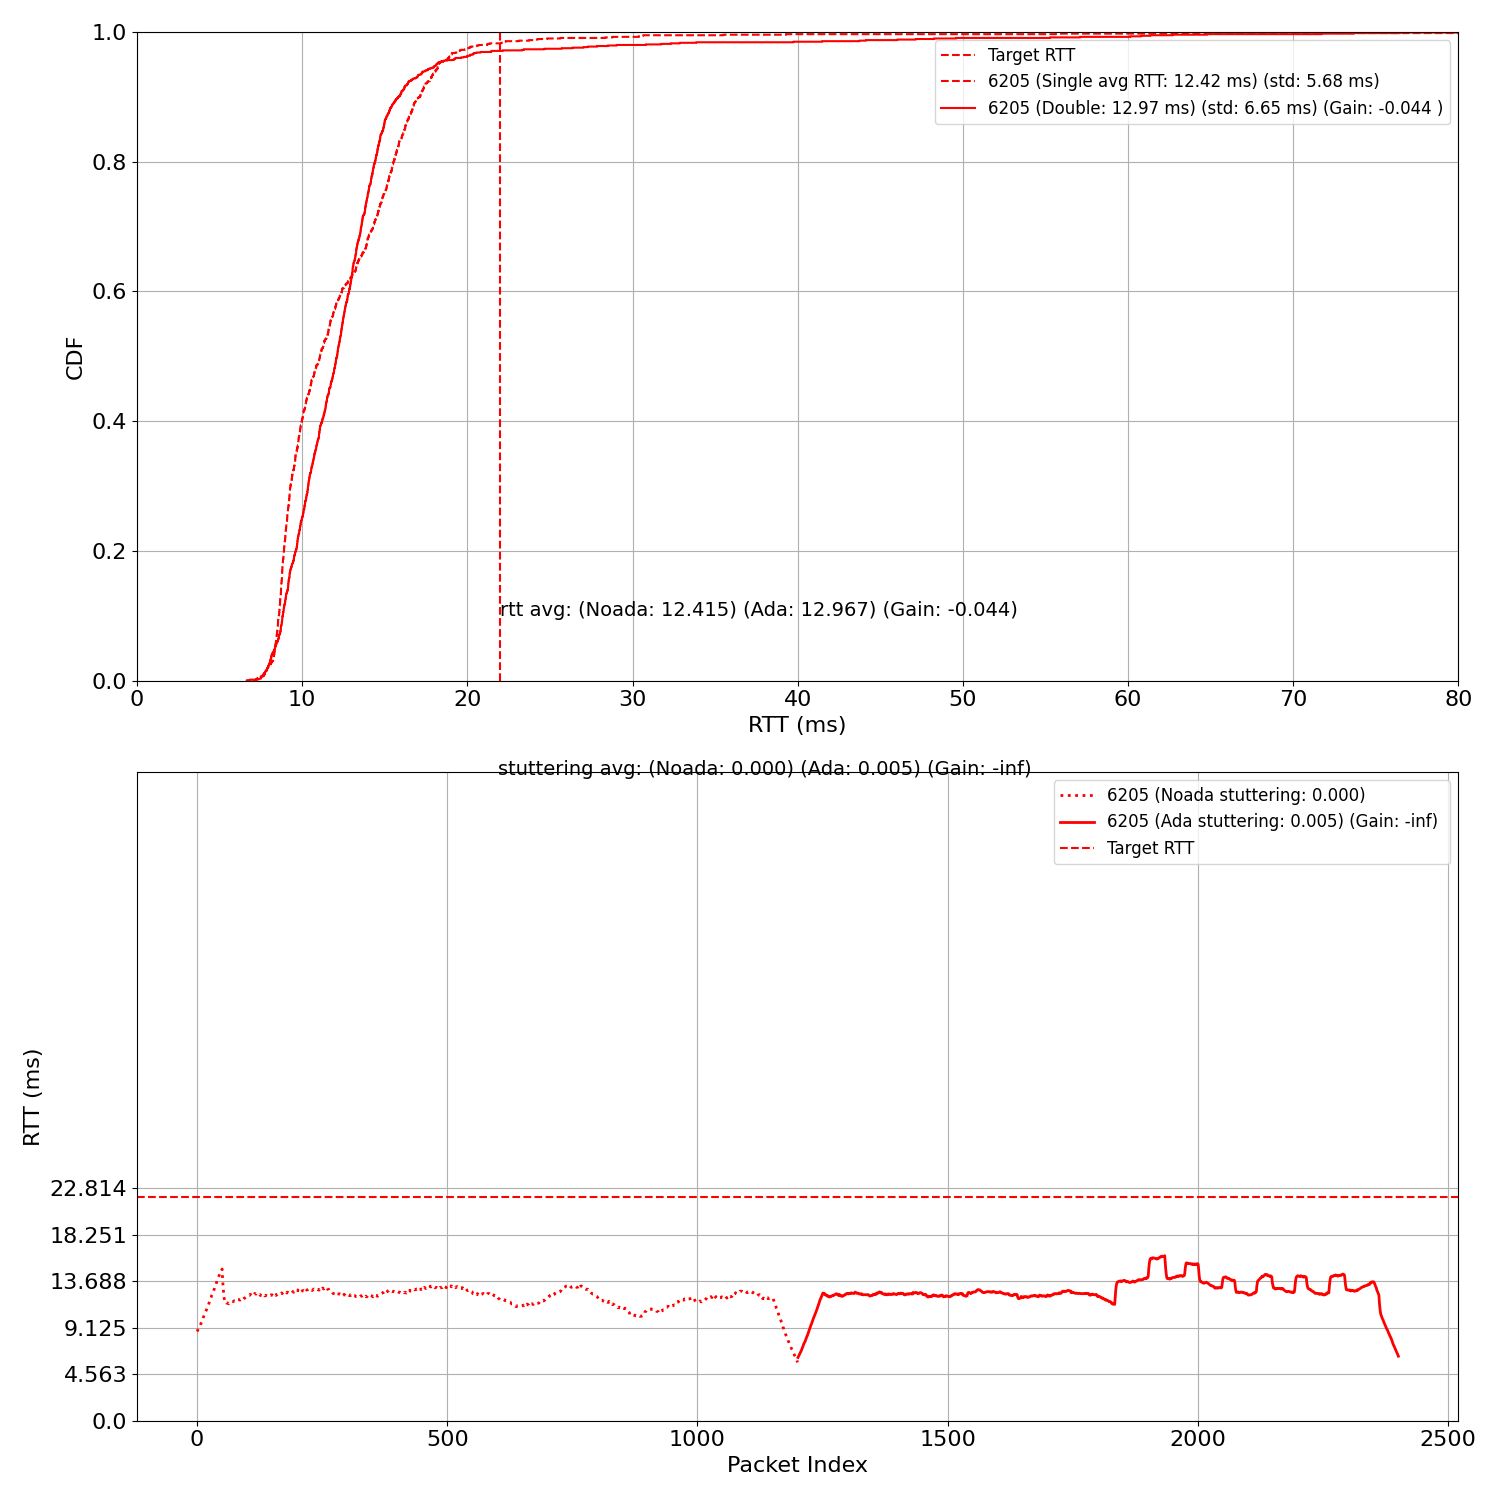 1.0
0.8
0.6
0.4
0.2
0.0
CDF
Target RTT
6205 (Single avg RTT: 12.42 ms) (std: 5.68 ms)
6205 (Double: 12.97 ms) (std: 6.65 ms) (Gain: -0.044 )
rtt avg: (Noada: 12.415) (Ada: 12.967) (Gain: -0.044)
0 10 20 30 40 50 60 70 80
RTT (ms)
stuttering avg: (Noada: 0.000) (Ada: 0.005) (Gain: -inf)
6205 (Noada stuttering: 0.000)
6205 (Ada stuttering: 0.005) (Gain: -inf)
Target RTT
RTT (ms)
22.814
18.251
13.688
9.125
4.563
0.0
0 500 1000 1500 2000 2500
Packet Index